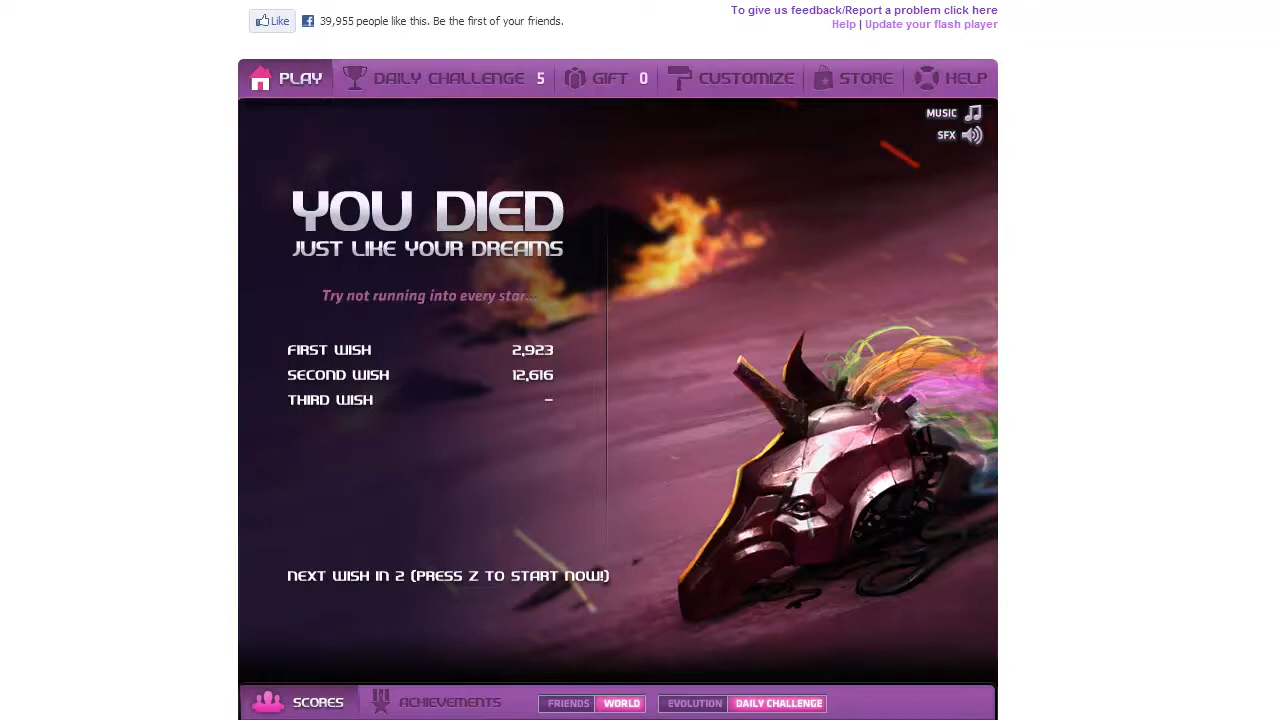 Like 39,955 people like this. Be the first of your friends.
To give us feedback/Report a problem click here
Help | Update your flash player
PLAY DAILY CHALLENGE 5 GIFT 0 CUSTOMIZE STORE HELP
MUSIC
SFX
YOU DIED
JUST LIKE YOUR DREAMS
Try not running into every star...
FIRST WISH 2,923
SECOND WISH 12,616
THIRD WISH –
NEXT WISH IN 2 (PRESS Z TO START NOW!)
SCORES ACHIEVEMENTS FRIENDS WORLD EVOLUTION DAILY CHALLENGE